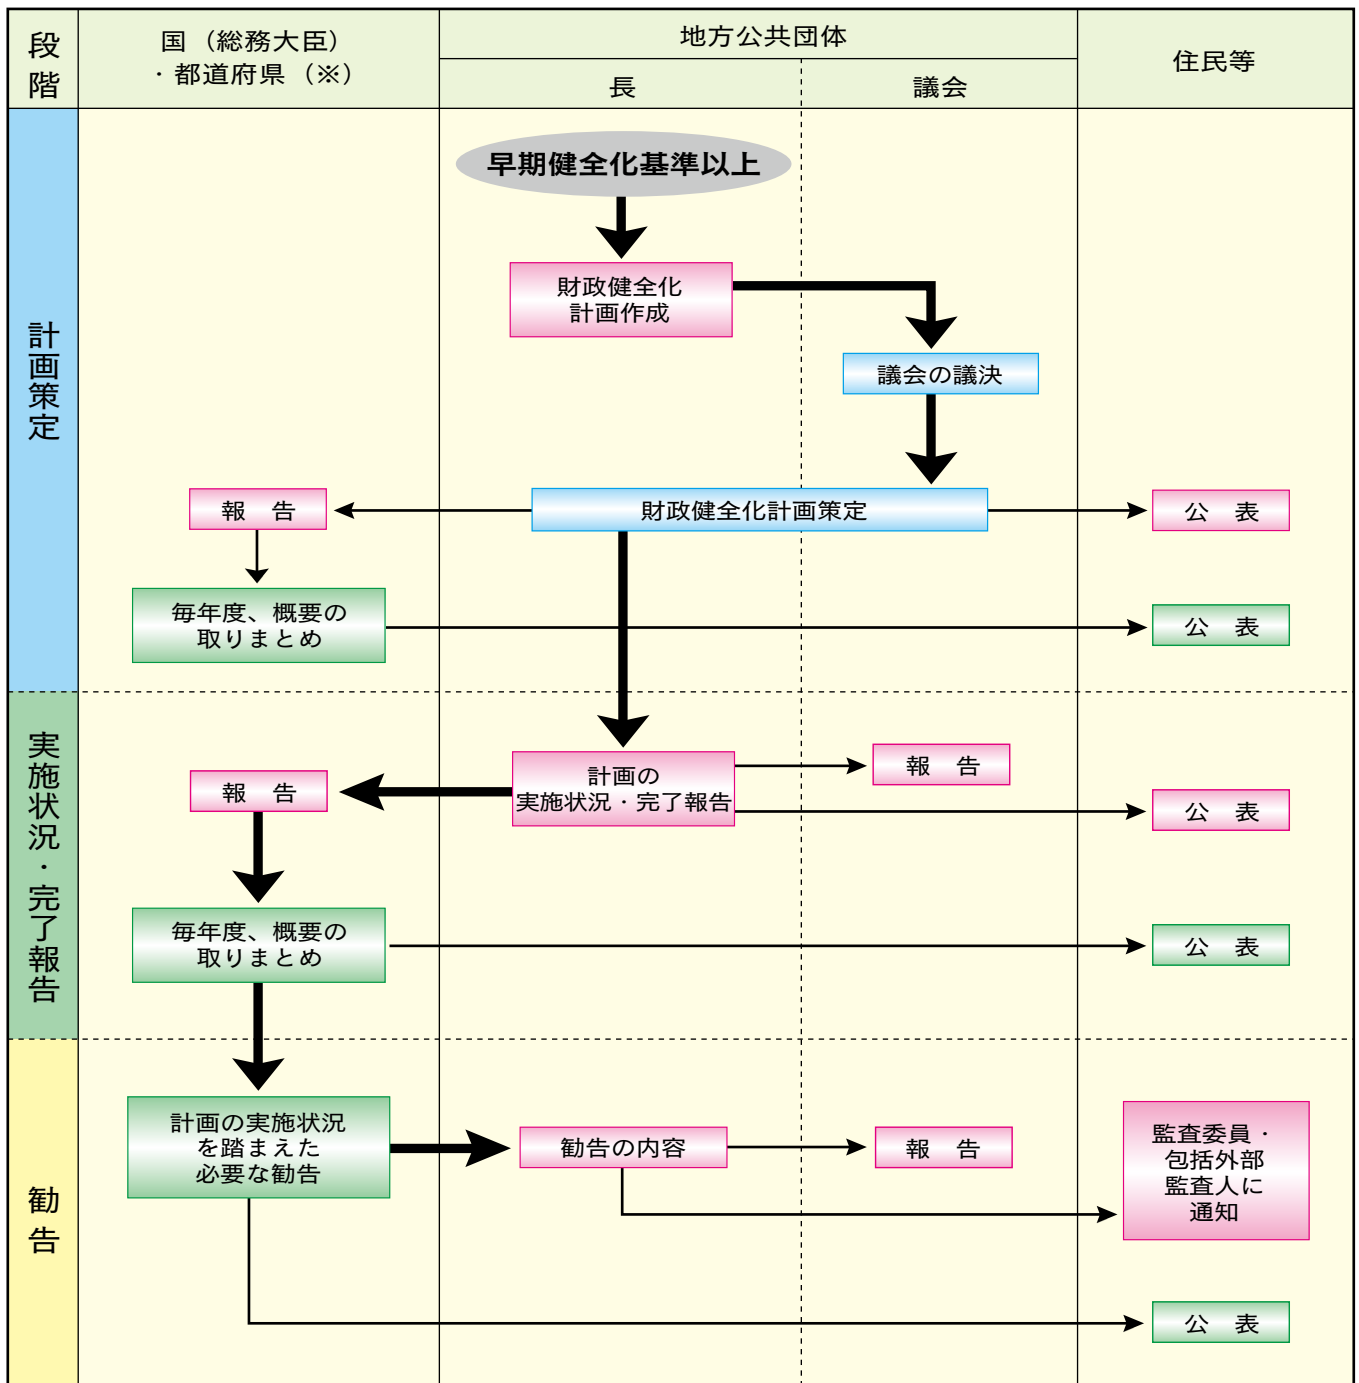 段階
国（総務大臣）
・都道府県（※）
地方公共団体
長
議会
住民等
計画策定
早期健全化基準以上
財政健全化
計画作成
議会の議決
報　告
財政健全化計画策定
公　表
毎年度、概要の
取りまとめ
公　表
実施状況・完了報告
報　告
計画の
実施状況・完了報告
報　告
公　表
毎年度、概要の
取りまとめ
公　表
勧告
計画の実施状況
を踏まえた
必要な勧告
勧告の内容
報　告
監査委員・
包括外部
監査人に
通知
公　表